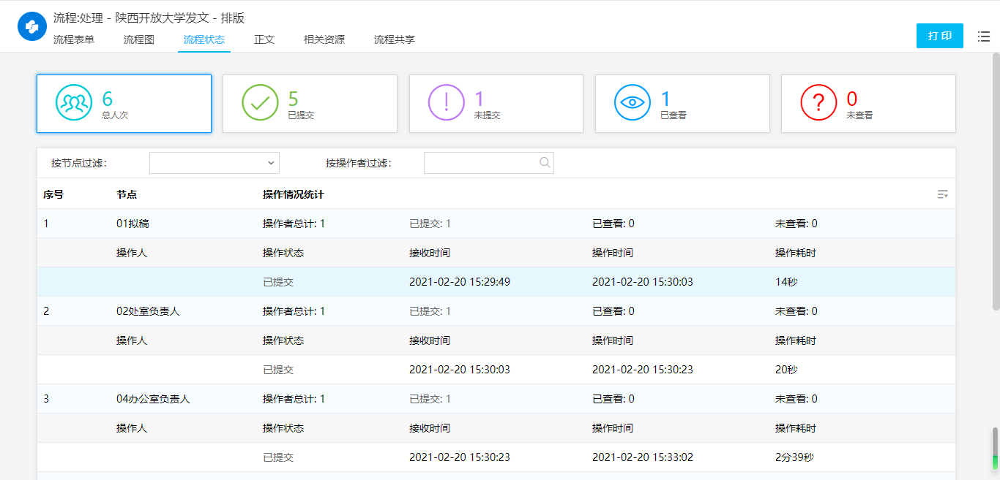 流程:处理 - 陕西开放大学发文 - 排版
流程表单 流程图 流程状态 正文 相关资源 流程共享
打印
6
总人次
5
已提交
1
未提交
1
已查看
0
未查看
按节点过滤: 按操作者过滤:
序号 节点 操作情况统计
1 01拟稿 操作者总计: 1 已提交: 1 已查看: 0 未查看: 0
操作人 操作状态 接收时间 操作时间 操作耗时
已提交 2021-02-20 15:29:49 2021-02-20 15:30:03 14秒
2 02处室负责人 操作者总计: 1 已提交: 1 已查看: 0 未查看: 0
操作人 操作状态 接收时间 操作时间 操作耗时
已提交 2021-02-20 15:30:03 2021-02-20 15:30:23 20秒
3 04办公室负责人 操作者总计: 1 已提交: 1 已查看: 0 未查看: 0
操作人 操作状态 接收时间 操作时间 操作耗时
已提交 2021-02-20 15:30:23 2021-02-20 15:33:02 2分39秒